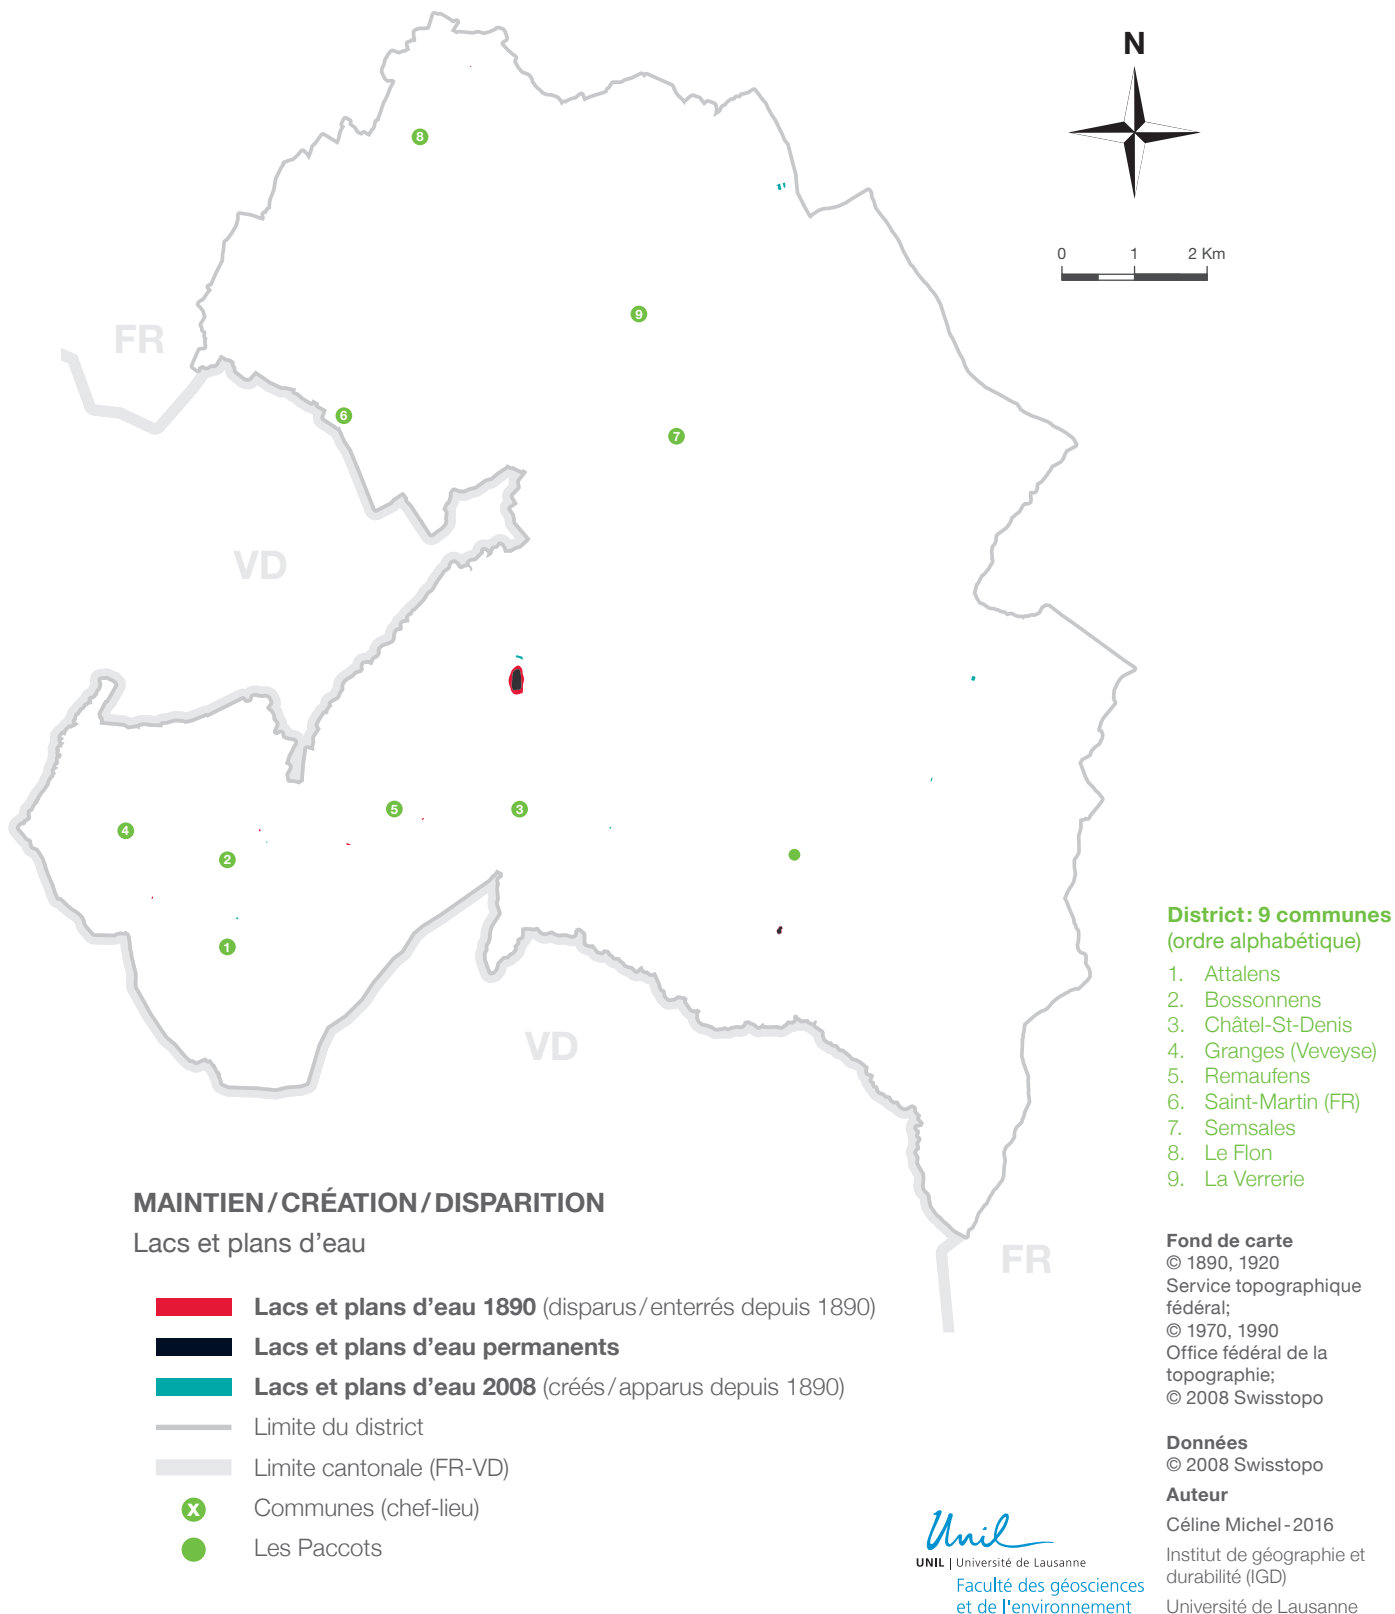 N
0 1 2 Km
8
9
FR
6
7
VD
5
3
4
2
1
VD
FR
District: 9 communes
(ordre alphabétique)
1. Attalens
2. Bossonnens
3. Châtel-St-Denis
4. Granges (Veveyse)
5. Remaufens
6. Saint-Martin (FR)
7. Semsales
8. Le Flon
9. La Verrerie
MAINTIEN / CRÉATION / DISPARITION
Lacs et plans d’eau
Lacs et plans d’eau 1890 (disparus / enterrés depuis 1890)
Lacs et plans d’eau permanents
Lacs et plans d’eau 2008 (créés / apparus depuis 1890)
Limite du district
Limite cantonale (FR-VD)
x Communes (chef-lieu)
Les Paccots
Fond de carte
© 1890, 1920
Service topographique
fédéral;
© 1970, 1990
Office fédéral de la
topographie;
© 2008 Swisstopo
Données
© 2008 Swisstopo
Auteur
Céline Michel - 2016
Institut de géographie et
durabilité (IGD)
Université de Lausanne
Unil
UNIL | Université de Lausanne
Faculté des géosciences
et de l'environnement